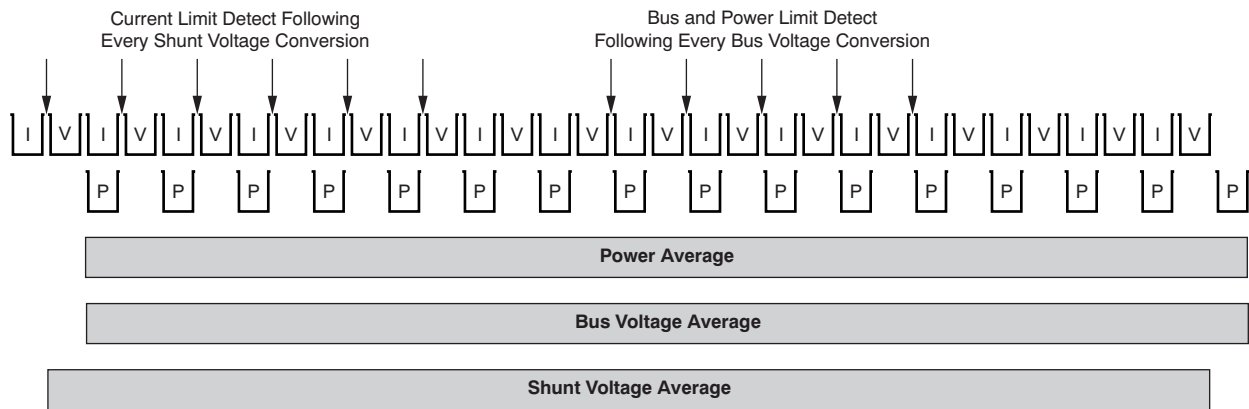 Current Limit Detect Following
Every Shunt Voltage Conversion
Bus and Power Limit Detect
Following Every Bus Voltage Conversion
I V I V I V I V I V I V I V I V I V I V I V I V I V I V I V I V
P P P P P P P P P P P P P P P P
Power Average
Bus Voltage Average
Shunt Voltage Average